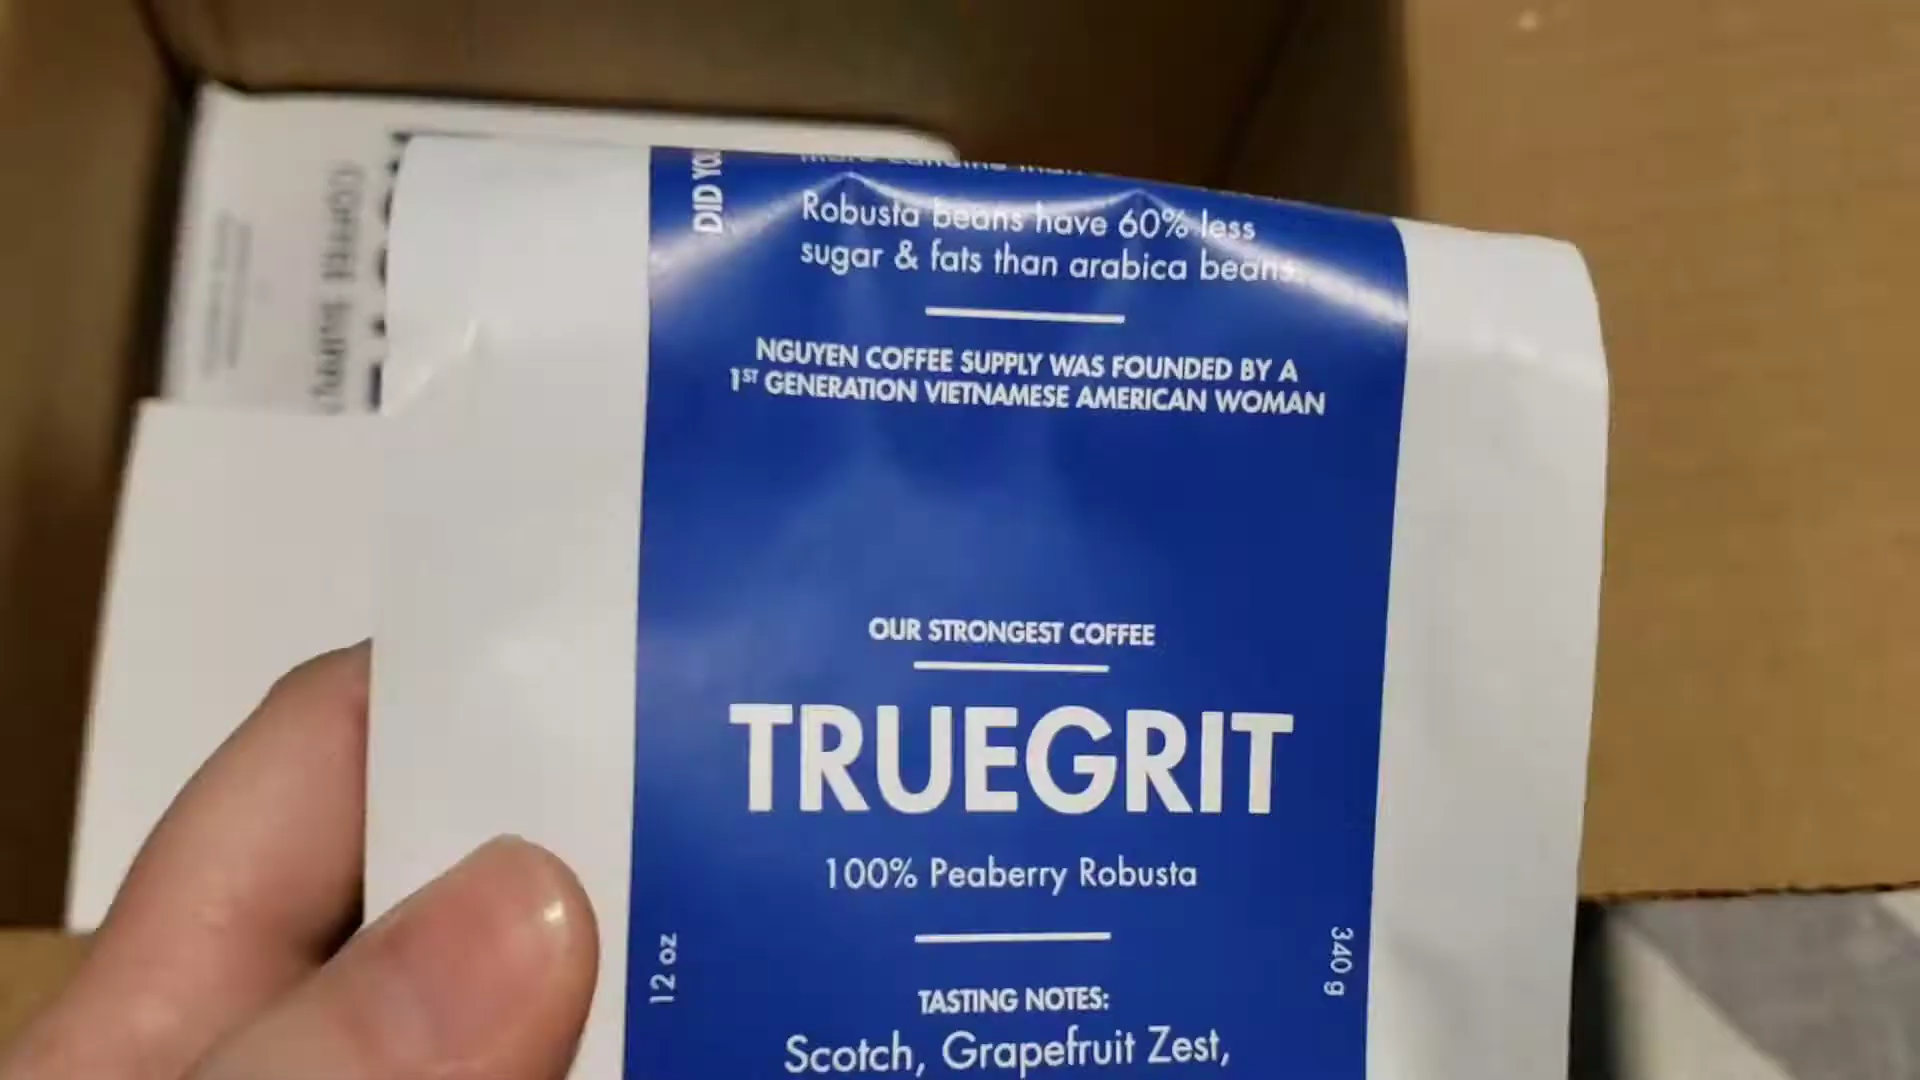 DID YOU
Robusta beans have 60% less
sugar & fats than arabica beans.
NGUYEN COFFEE SUPPLY WAS FOUNDED BY A
1ST GENERATION VIETNAMESE AMERICAN WOMAN
OUR STRONGEST COFFEE
TRUEGRIT
100% Peaberry Robusta
12 oz
340 g
TASTING NOTES:
Scotch, Grapefruit Zest,